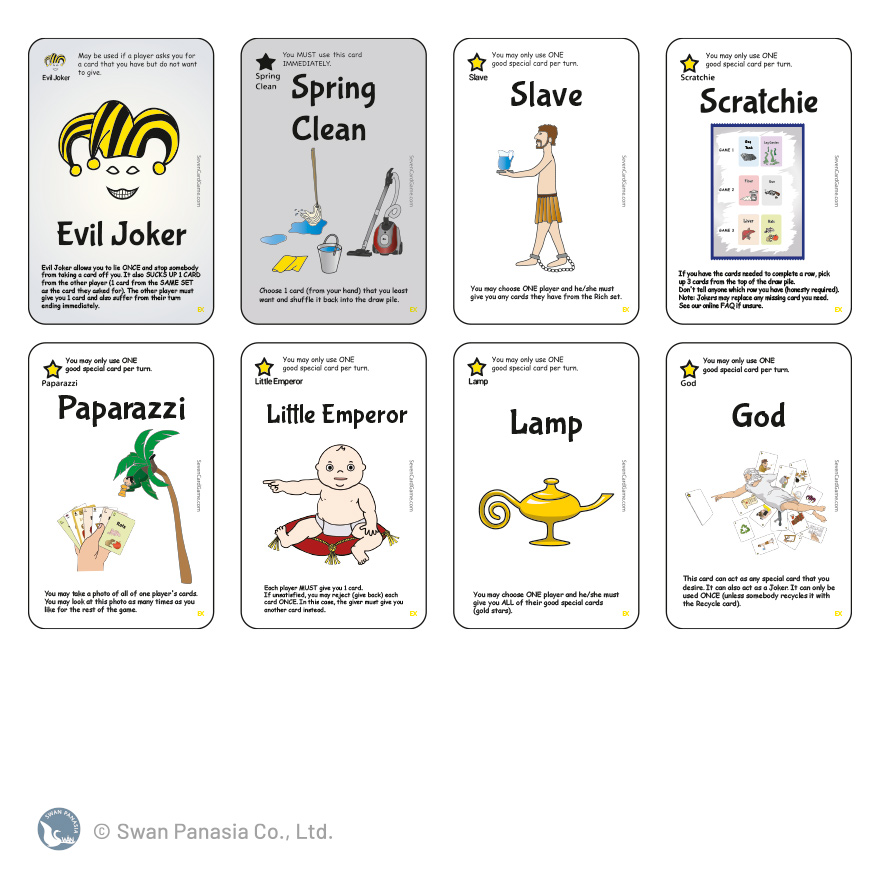 May be used if a player asks you for
a card that you have but do not want
to give.
Evil Joker
SevenCardGame.com
Evil Joker
Evil Joker allows you to lie ONCE and stop somebody
from taking a card off you. It also SUCKS UP 1 CARD
from the other player (1 card from the SAME SET
as the card they asked for). The other player must
give you 1 card and also suffer from their turn
ending immediately.
EX
You MUST use this card
IMMEDIATELY.
Spring
Clean
Spring
Clean
SevenCardGame.com
Choose 1 card (from your hand) that you least
want and shuffle it back into the draw pile.
EX
You may only use ONE
good special card per turn.
Slave
Slave
SevenCardGame.com
You may choose ONE player and he/she must
give you any cards they have from the Rich set.
EX
You may only use ONE
good special card per turn.
Scratchie
Scratchie
GAME 1
GAME 2
Flour
GAME 3
Liver
SevenCardGame.com
If you have the cards needed to complete a row, pick
up 3 cards from the top of the draw pile.
Don't tell anyone which row you have (honesty required).
Note: Jokers may replace any missing card you need.
See our online FAQ if unsure.
EX
You may only use ONE
good special card per turn.
Paparazzi
Paparazzi
SevenCardGame.com
You may take a photo of all of one player's cards.
You may look at this photo as many times as you
like for the rest of the game.
EX
You may only use ONE
good special card per turn.
Little Emperor
Little Emperor
SevenCardGame.com
Each player MUST give you 1 card.
If unsatisfied, you may reject (give back) each
card ONCE. In this case, the giver must give you
another card instead.
EX
You may only use ONE
good special card per turn.
Lamp
Lamp
SevenCardGame.com
You may choose ONE player and he/she must
give you ALL of their good special cards
(gold stars).
EX
You may only use ONE
good special card per turn.
God
God
SevenCardGame.com
This card can act as any special card that you
desire. It can also act as a Joker. It can only be
used ONCE (unless somebody recycles it with
the Recycle card).
EX
SWAN PANASIA
© Swan Panasia Co., Ltd.